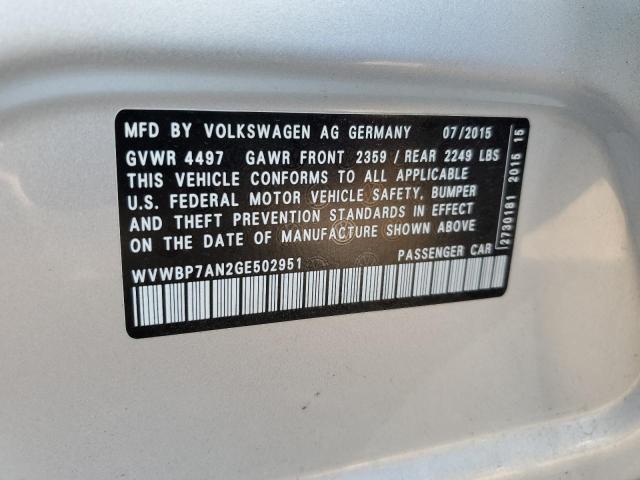 MFD BY VOLKSWAGEN AG GERMANY 07/2015
GVWR 4497 GAWR FRONT 2359 / REAR 2249 LBS
THIS VEHICLE CONFORMS TO ALL APPLICABLE
U.S. FEDERAL MOTOR VEHICLE SAFETY, BUMPER
AND THEFT PREVENTION STANDARDS IN EFFECT
ON THE DATE OF MANUFACTURE SHOWN ABOVE
WVWBP7AN2GE502951 PASSENGER CAR
2730181 2015 15